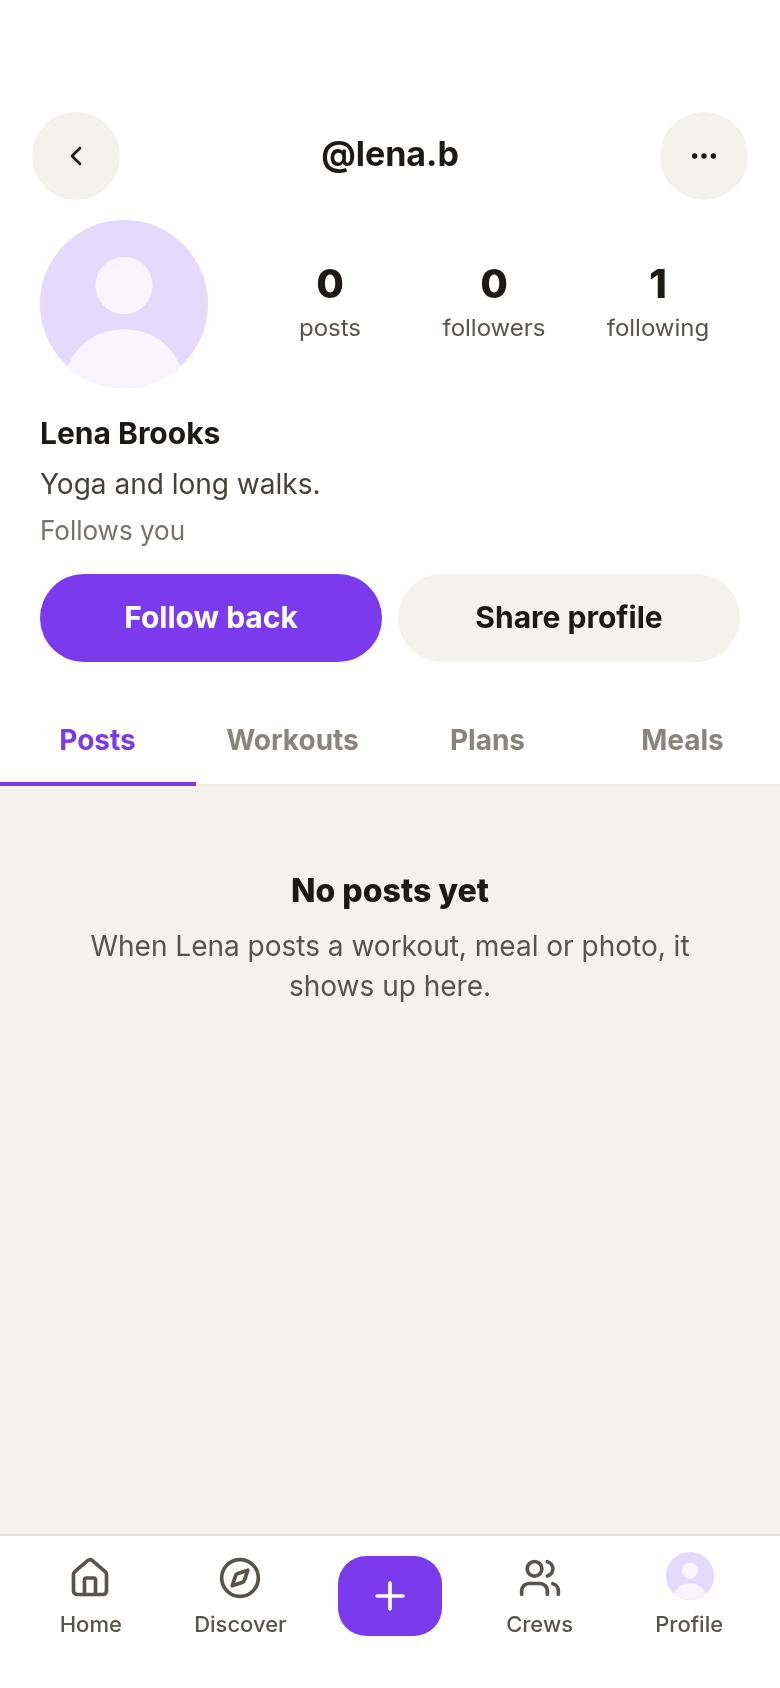 @lena.b
0 0 1
posts followers following
Lena Brooks
Yoga and long walks.
Follows you
Follow back Share profile
Posts Workouts Plans Meals
No posts yet
When Lena posts a workout, meal or photo, it
shows up here.
Home Discover Crews Profile